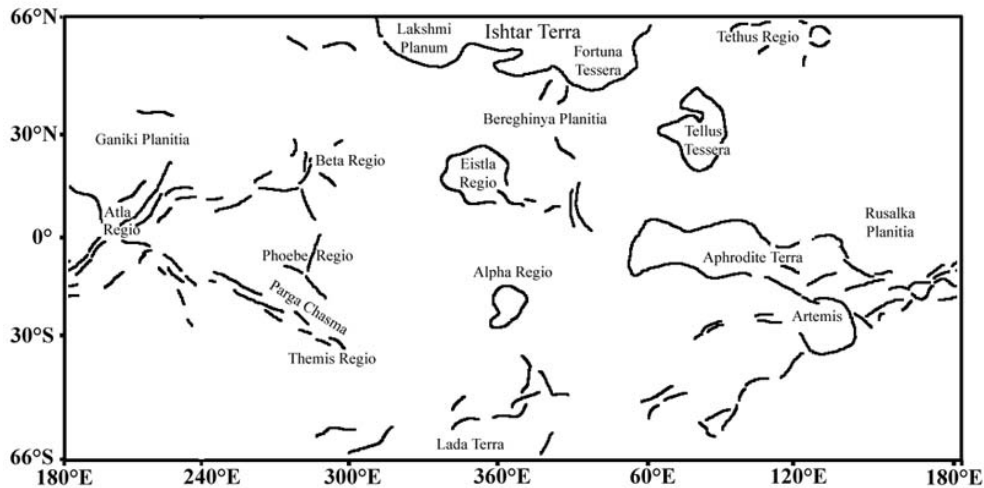 66°N
Lakshmi
Planum
Ishtar Terra
Fortuna
Tessera
Tethus Regio
Bereghinya Planitia
30°N
Ganiki Planitia
Tellus
Tessera
Beta Regio
Eistla
Regio
Atla
Regio
Rusalka
Planitia
0°
Phoebe Regio
Aphrodite Terra
Alpha Regio
Parga Chasma
Artemis
30°S
Themis Regio
Lada Terra
66°S
180°E
240°E
300°E
360°E
60°E
120°E
180°E